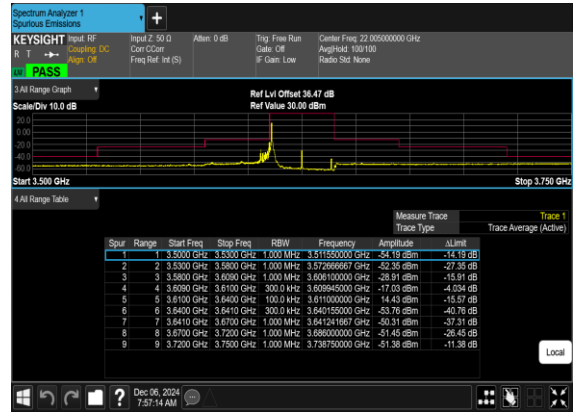 Spectrum Analyzer 1
Spurious Emissions
KEYSIGHT Input: RF Input Z: 50 Ω Atten: 0 dB Trig: Free Run Center Freq: 22.005000000 GHz
R T Coupling: DC Corr CCorr Gate: Off Avg|Hold: 100/100
Align: Off Freq Ref: Int (S) IF Gain: Low Radio Std: None
PASS
3 All Range Graph Ref Lvl Offset 36.47 dB
Scale/Div 10.0 dB Ref Value 30.00 dBm
20.0
0.00
-20.0
-40.0
-60.0
Start 3.500 GHz Stop 3.750 GHz
4 All Range Table
Measure Trace Trace 1
Trace Type Trace Average (Active)
Spur Range Start Freq Stop Freq RBW Frequency Amplitude ΔLimit
1 1 3.5000 GHz 3.5300 GHz 1.000 MHz 3.511550000 GHz -54.19 dBm -14.19 dB
2 2 3.5300 GHz 3.5800 GHz 1.000 MHz 3.572666667 GHz -52.35 dBm -27.35 dB
3 3 3.5800 GHz 3.6090 GHz 1.000 MHz 3.606100000 GHz -28.91 dBm -15.91 dB
4 4 3.6090 GHz 3.6100 GHz 300.0 kHz 3.609945000 GHz -17.03 dBm -4.034 dB
5 5 3.6100 GHz 3.6400 GHz 100.0 kHz 3.611000000 GHz 14.43 dBm -15.57 dB
6 6 3.6400 GHz 3.6410 GHz 300.0 kHz 3.640155000 GHz -53.76 dBm -40.76 dB
7 7 3.6410 GHz 3.6700 GHz 1.000 MHz 3.641241667 GHz -50.31 dBm -37.31 dB
8 8 3.6700 GHz 3.7200 GHz 1.000 MHz 3.686000000 GHz -51.45 dBm -26.45 dB
9 9 3.7200 GHz 3.7500 GHz 1.000 MHz 3.738750000 GHz -51.38 dBm -11.38 dB
Local
? Dec 06, 2024
7:57:14 AM